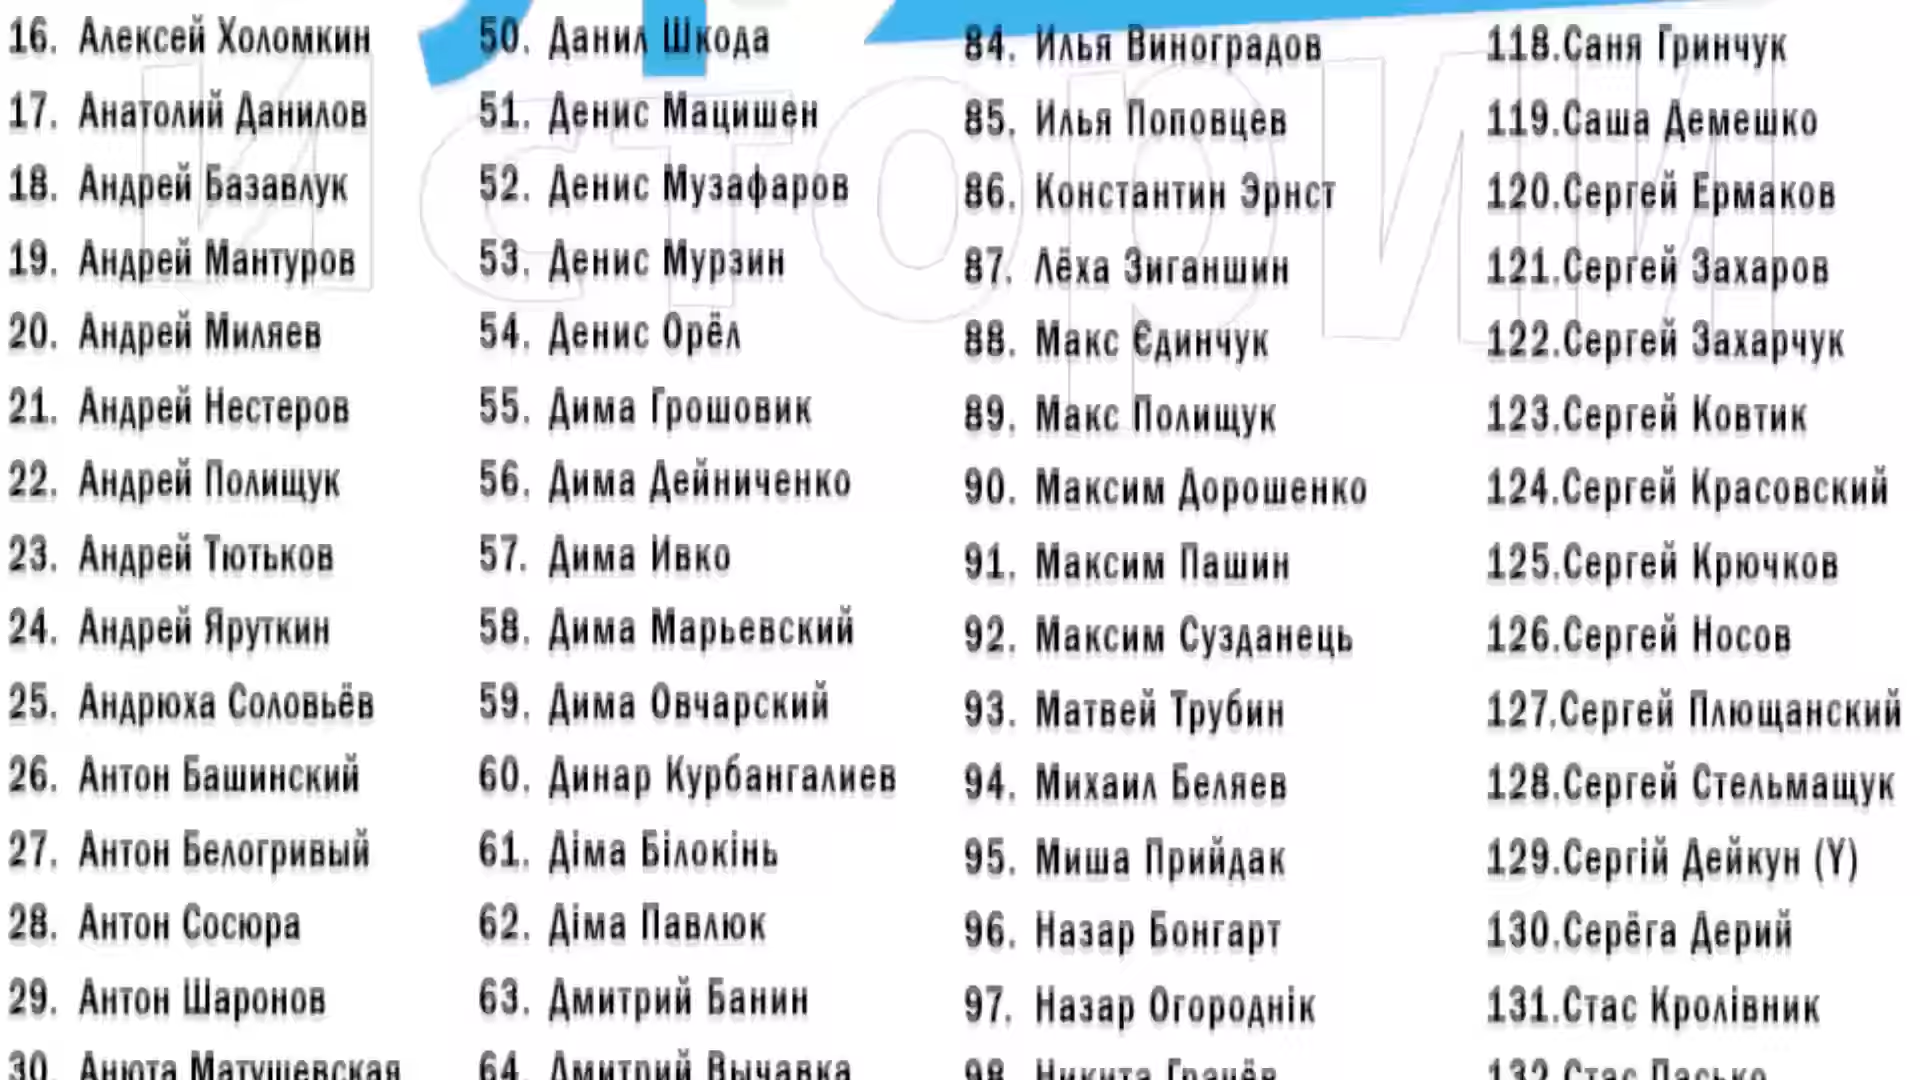 16. Алексей Холомкин
17. Анатолий Данилов
18. Андрей Базавлук
19. Андрей Мантуров
20. Андрей Миляев
21. Андрей Нестеров
22. Андрей Полищук
23. Андрей Тютьков
24. Андрей Яруткин
25. Андрюха Соловьёв
26. Антон Башинский
27. Антон Белогривый
28. Антон Сосюра
29. Антон Шаронов
30. Анюта Матушевская
50. Данил Шкода
51. Денис Мацишен
52. Денис Музафаров
53. Денис Мурзин
54. Денис Орёл
55. Дима Грошовик
56. Дима Дейниченко
57. Дима Ивко
58. Дима Марьевский
59. Дима Овчарский
60. Динар Курбангалиев
61. Діма Білокінь
62. Діма Павлюк
63. Дмитрий Банин
64. Дмитрий Вычавка
84. Илья Виноградов
85. Илья Поповцев
86. Константин Эрнст
87. Лёха Зиганшин
88. Макс Єдинчук
89. Макс Полищук
90. Максим Дорошенко
91. Максим Пашин
92. Максим Сузданець
93. Матвей Трубин
94. Михаил Беляев
95. Миша Прийдак
96. Назар Бонгарт
97. Назар Огороднік
98. Никита Грачёв
118.Саня Гринчук
119.Саша Демешко
120.Сергей Ермаков
121.Сергей Захаров
122.Сергей Захарчук
123.Сергей Ковтик
124.Сергей Красовский
125.Сергей Крючков
126.Сергей Носов
127.Сергей Плющанский
128.Сергей Стельмащук
129.Сергій Дейкун (Y)
130.Серёга Дерий
131.Стас Кролівник
132.Стас Пасько
Истории